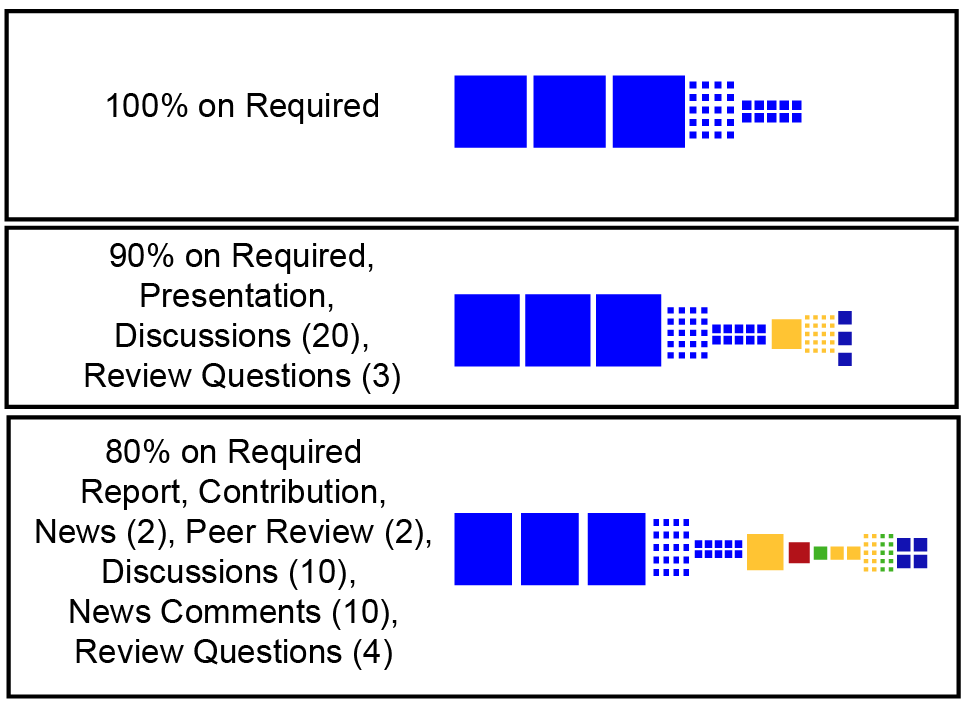 100% on Required
90% on Required,
Presentation,
Discussions (20),
Review Questions (3)
80% on Required
Report, Contribution,
News (2), Peer Review (2),
Discussions (10),
News Comments (10),
Review Questions (4)